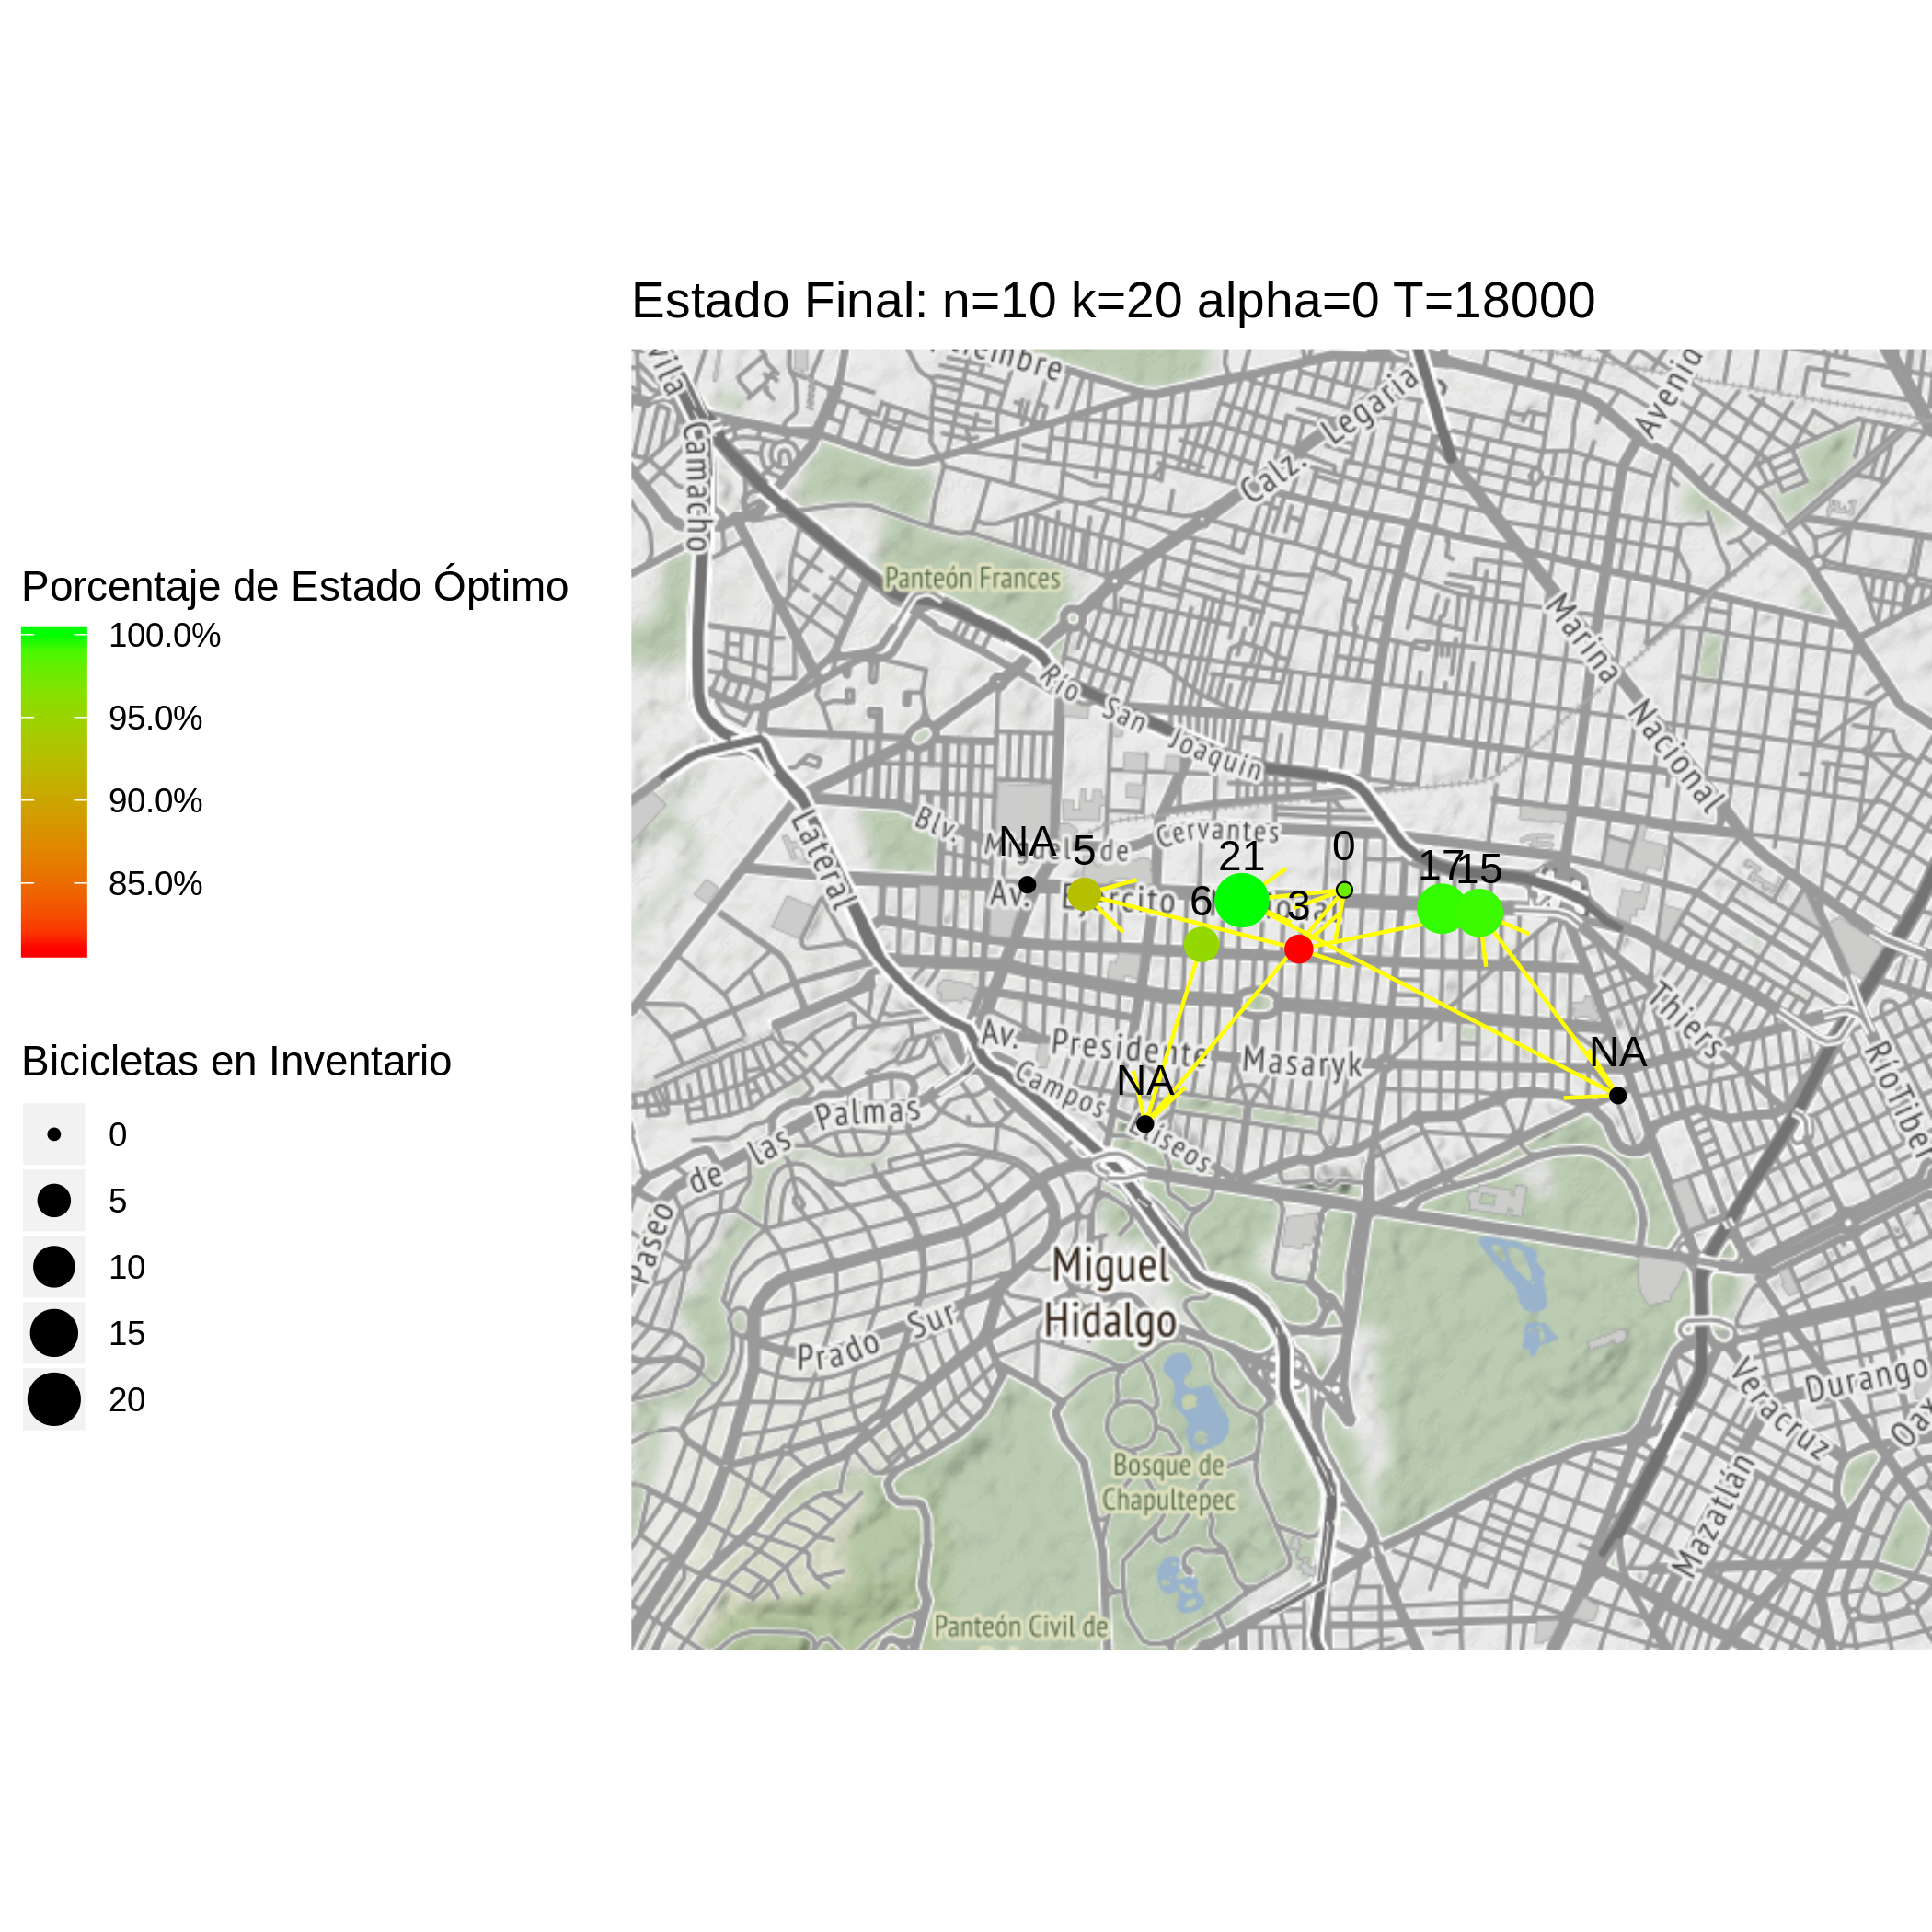 Estado Final: n=10 k=20 alpha=0 T=18000
Porcentaje de Estado Óptimo
100.0%
95.0%
90.0%
85.0%
Bicicletas en Inventario
0
5
10
15
20
Camacho
Calz. Legaria
Avenid
Panteón Frances
Marina Nacional
Río San Joaquín
Lateral
Blv.
Miguel de
Cervantes
NA
5
21
0
17
15
6
3
Av.
Av. Presidente Masaryk
Thiers
NA
NA
Campos
Elíseos
Río Tiber
Paseo de las Palmas
Miguel
Hidalgo
Prado Sur
Bosque de
Chapultepec
Veracruz
Durango
Mazatlán
Panteón Civil de